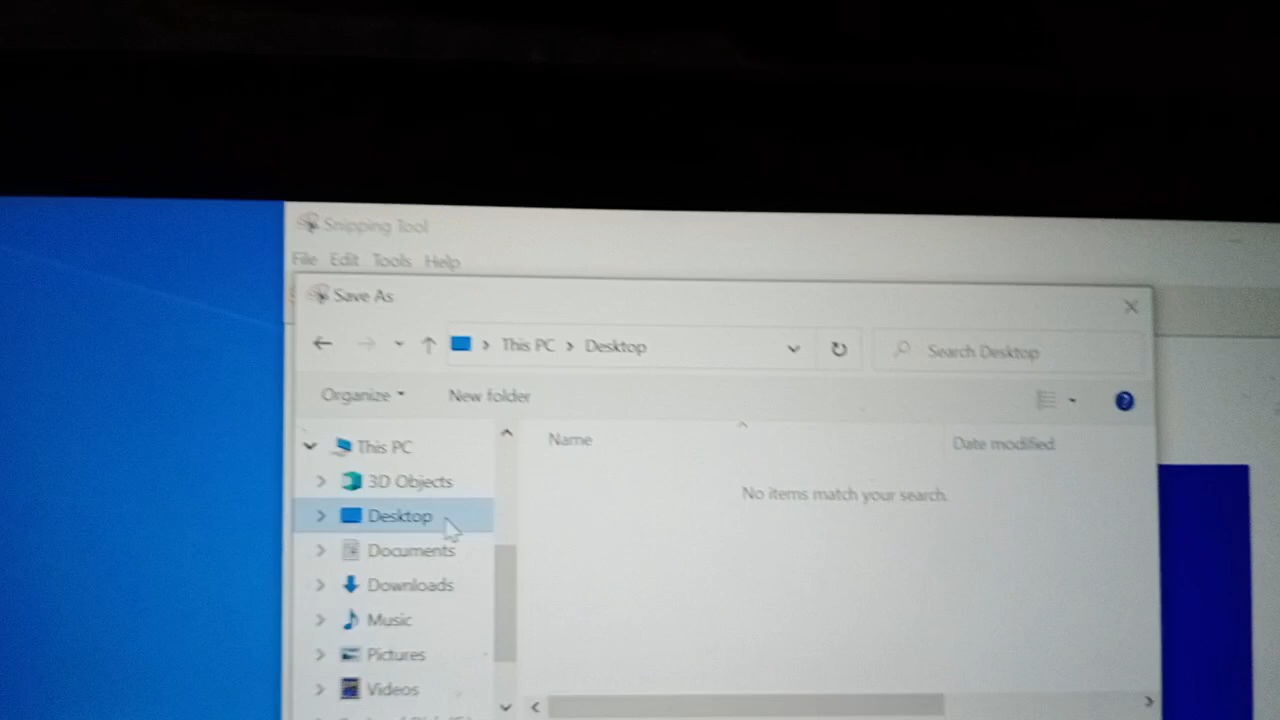 Snipping Tool
File Edit Tools Help
Save As
This PC > Desktop
Search Desktop
Organize New folder
Name Date modified
This PC
No items match your search.
3D Objects
Desktop
Documents
Downloads
Music
Pictures
Videos